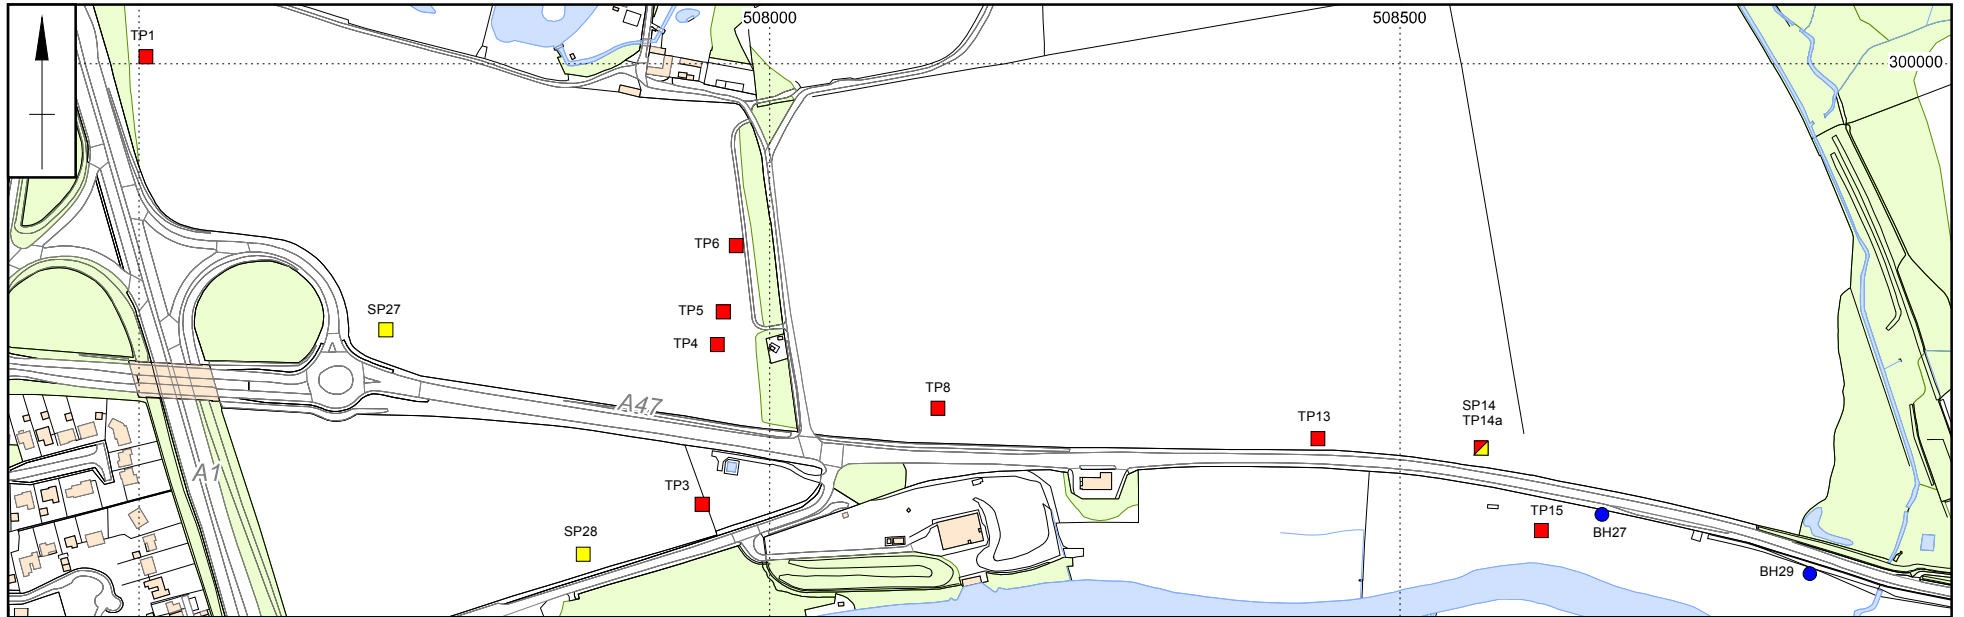 508000
508500
TP1
300000
TP6
SP27
TP5
TP4
TP8
A47
SP14
TP14a
TP13
A1
TP3
TP15
SP28
BH27
BH29